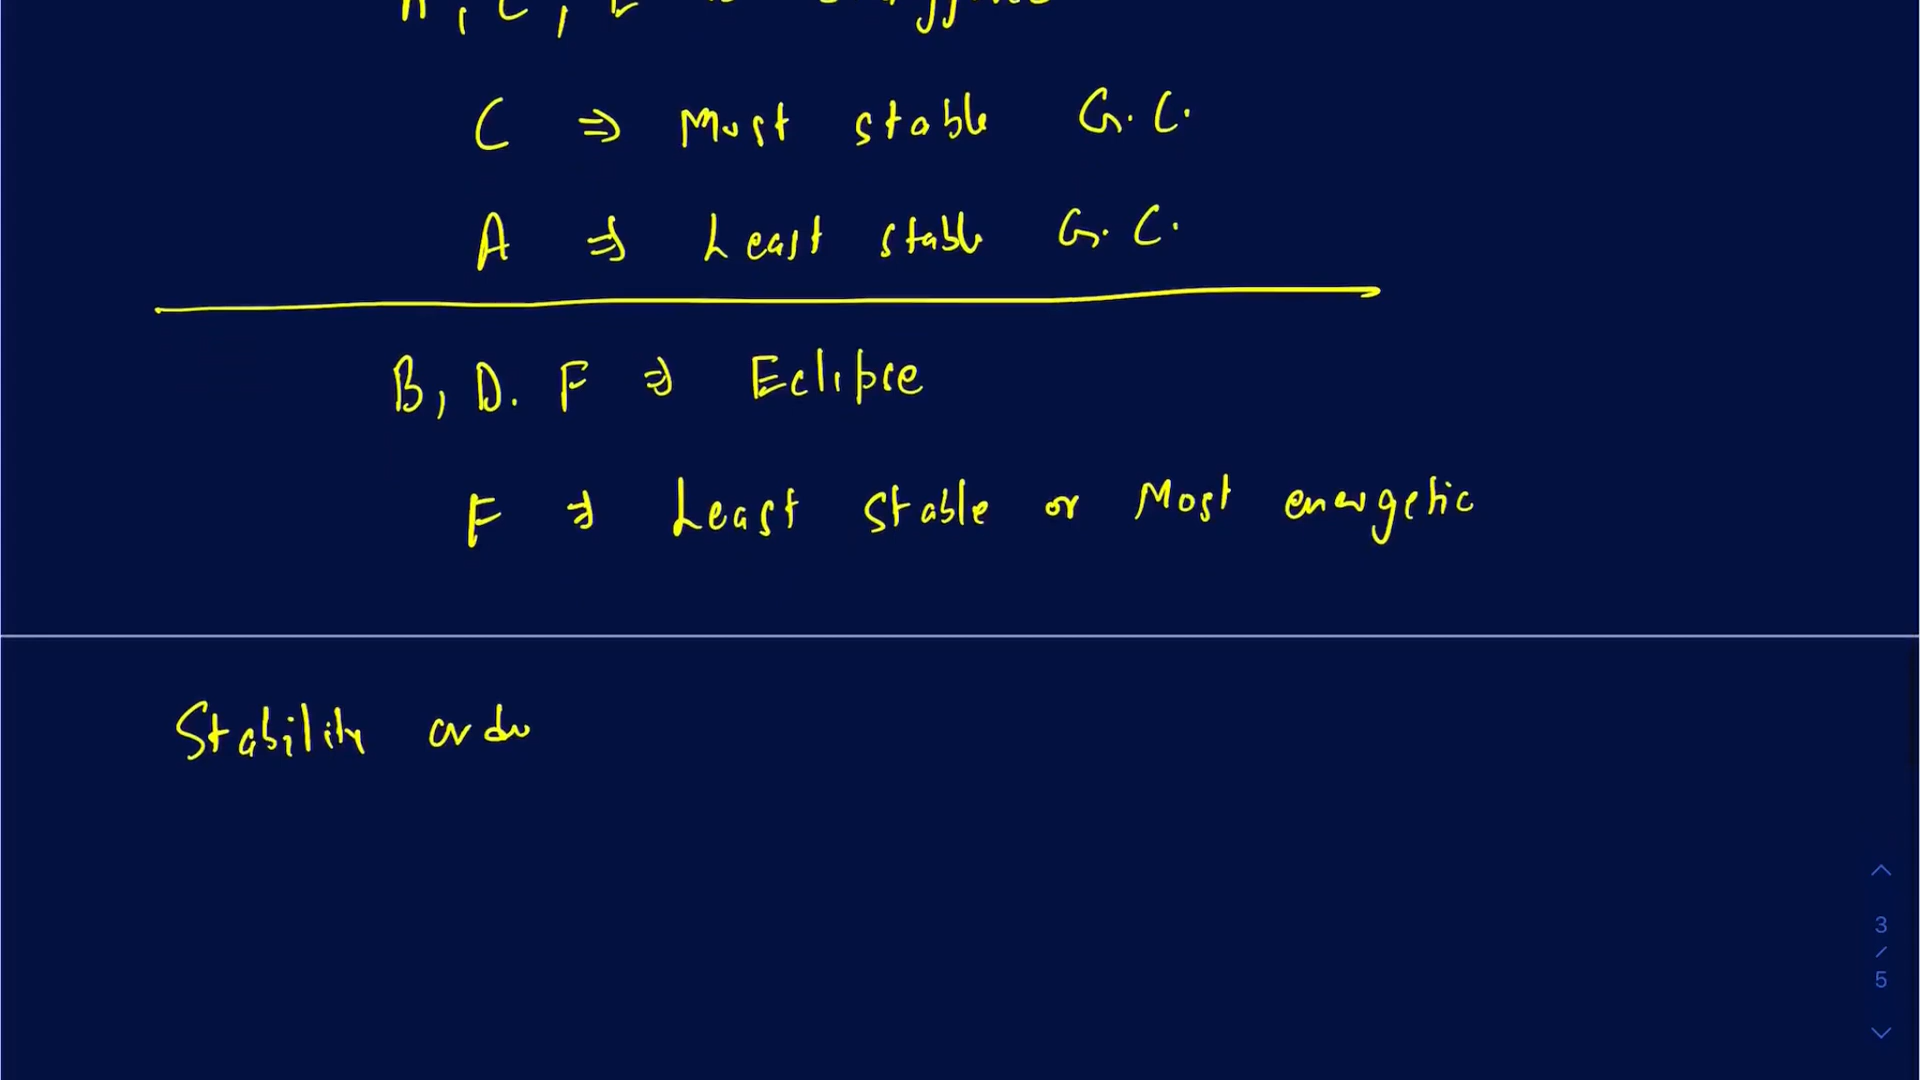 C ⇒ Most stable G.C.
A ⇒ Least stable G.C.
B, D. F ⇒ Eclipse
F ⇒ Least stable or Most energetic
Stability order
3
/
5